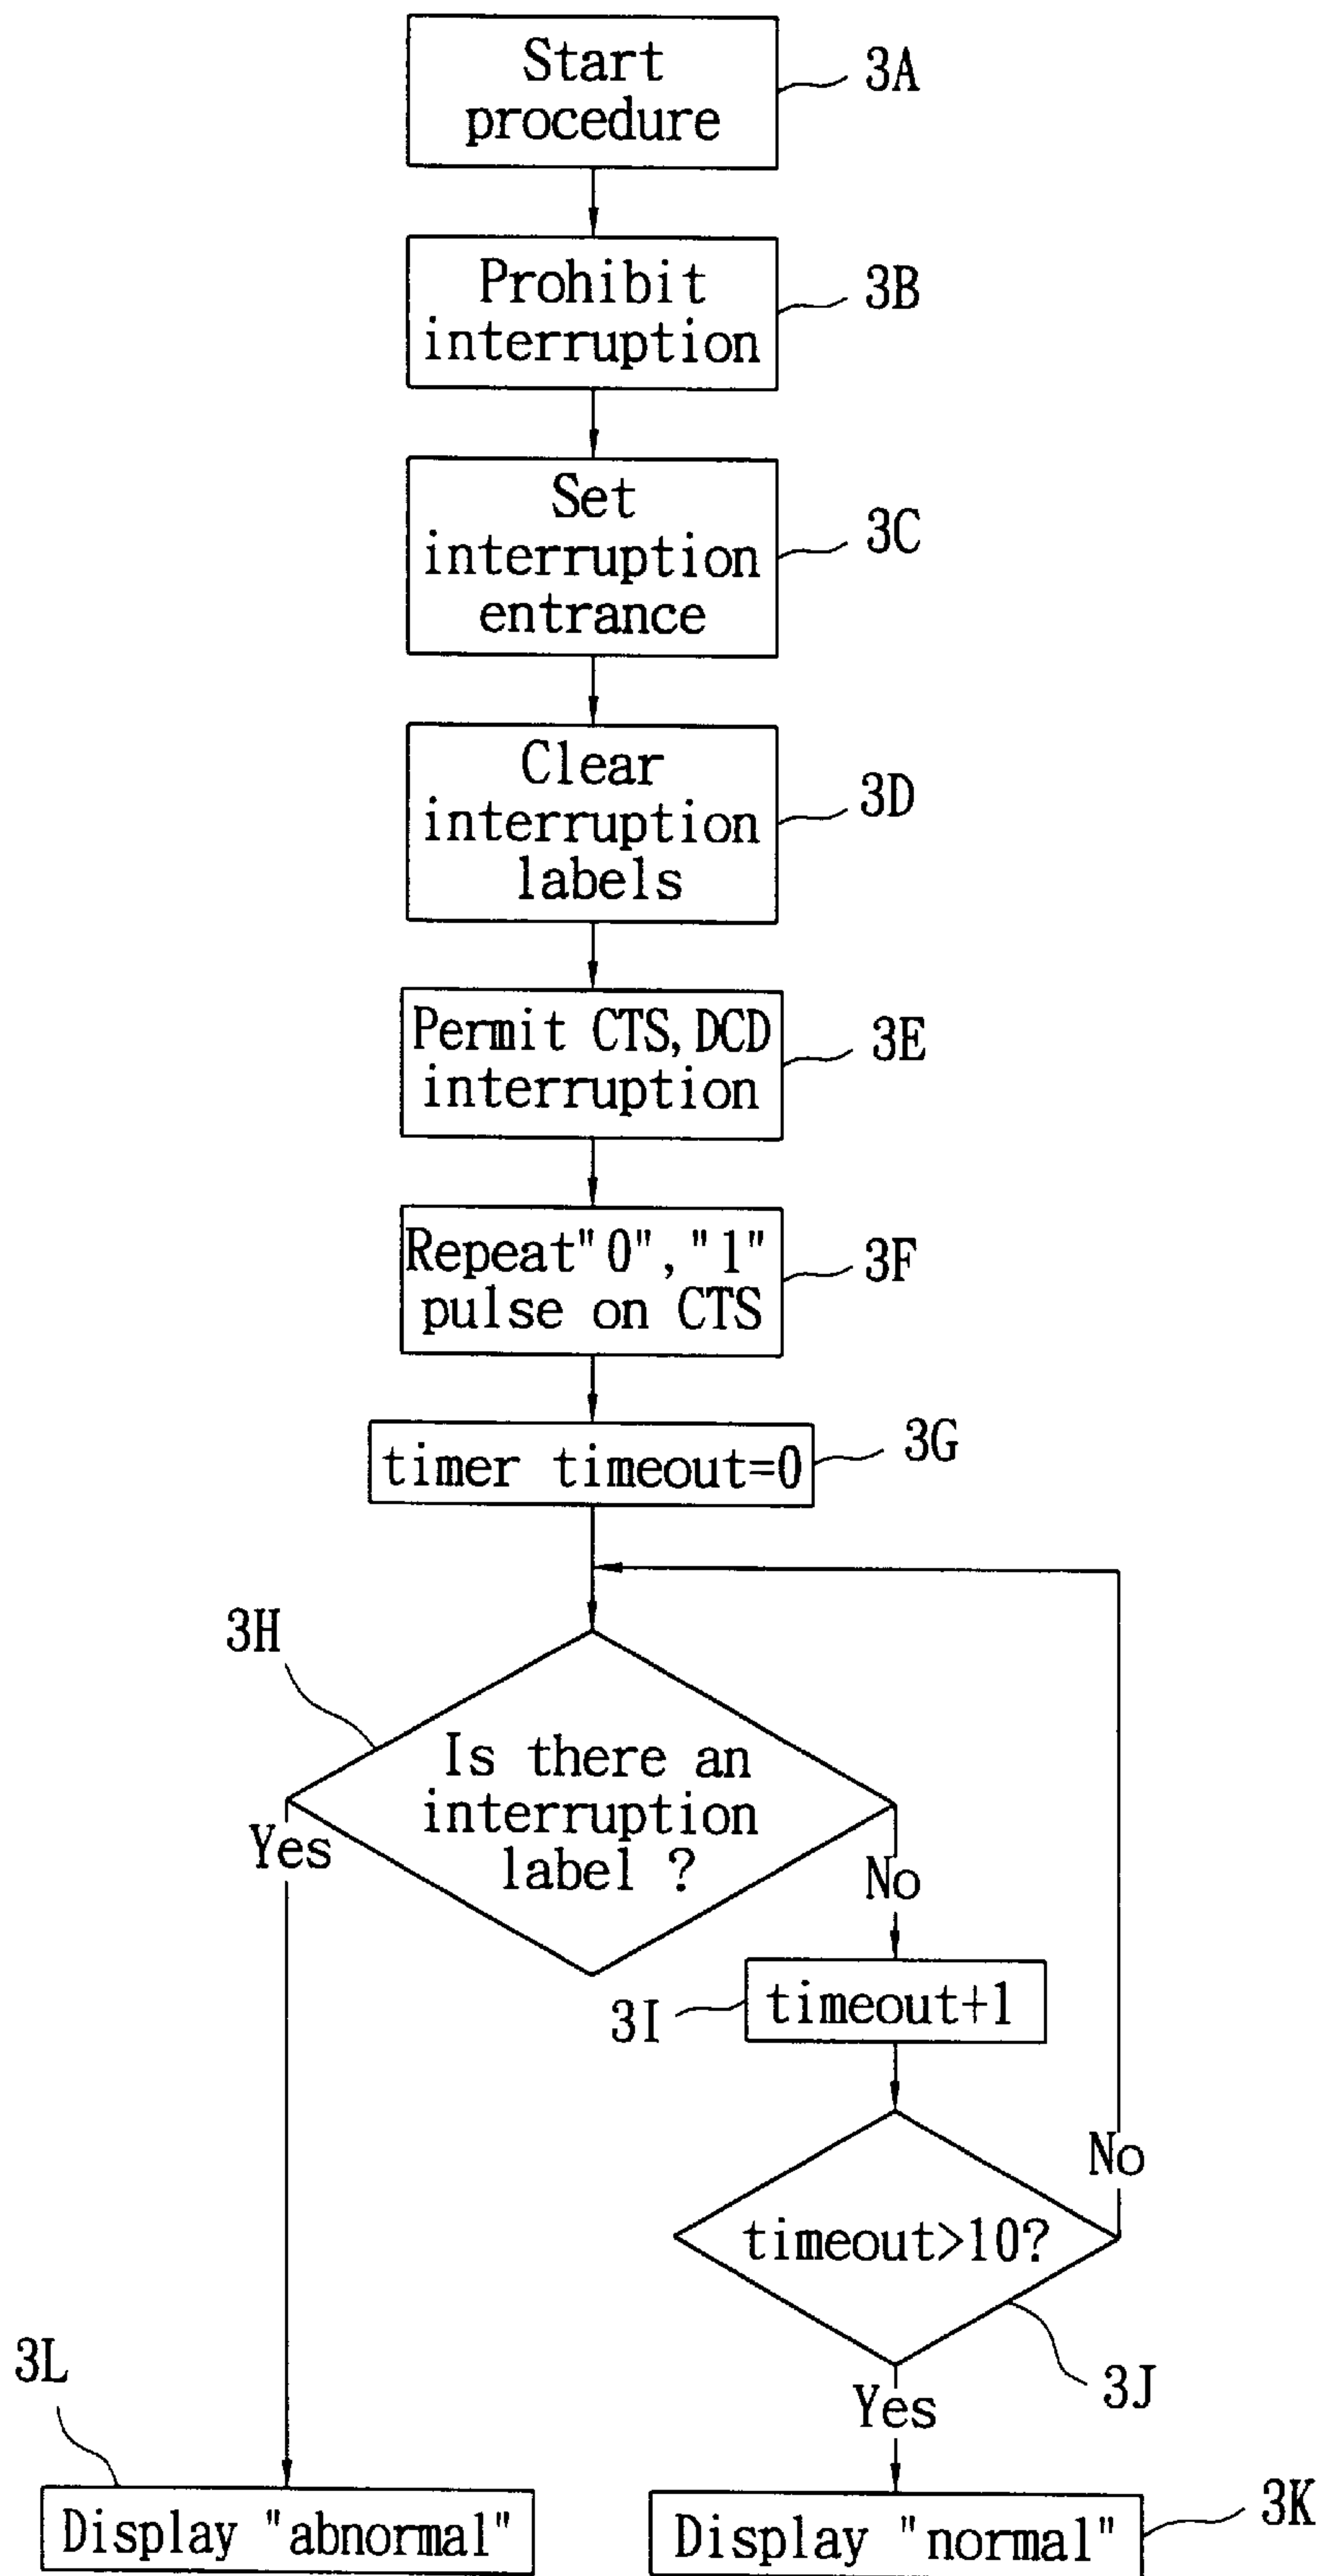 Start
procedure
3A
Prohibit
interruption
3B
Set
interruption
entrance
3C
Clear
interruption
labels
3D
Permit CTS,DCD
interruption
3E
Repeat"0","1"
pulse on CTS
3F
timer timeout=0
3G
3H
Is there an
interruption
label ?
Yes
No
3I
timeout+1
No
timeout>10?
3J
Yes
3L
Display "abnormal"
Display "normal"
3K